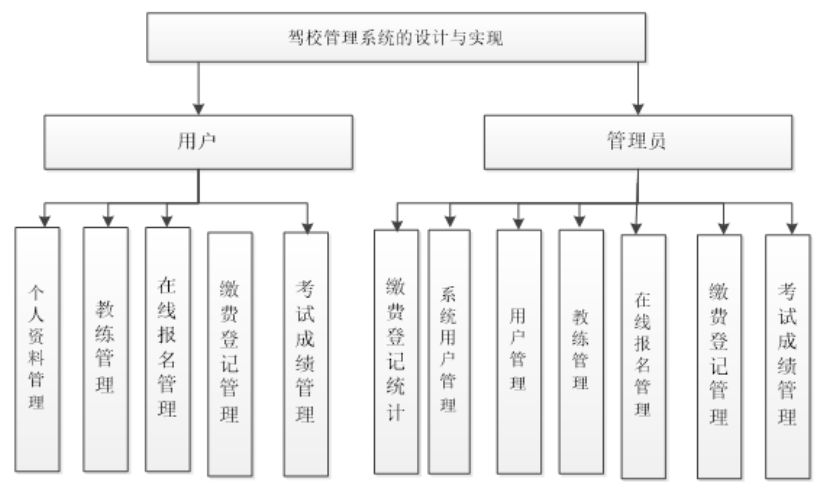 驾校管理系统的设计与实现
用户
管理员
个人资料管理
教练管理
在线报名管理
缴费登记管理
考试成绩管理
缴费登记统计
系统用户管理
用户管理
教练管理
在线报名管理
缴费登记管理
考试成绩管理